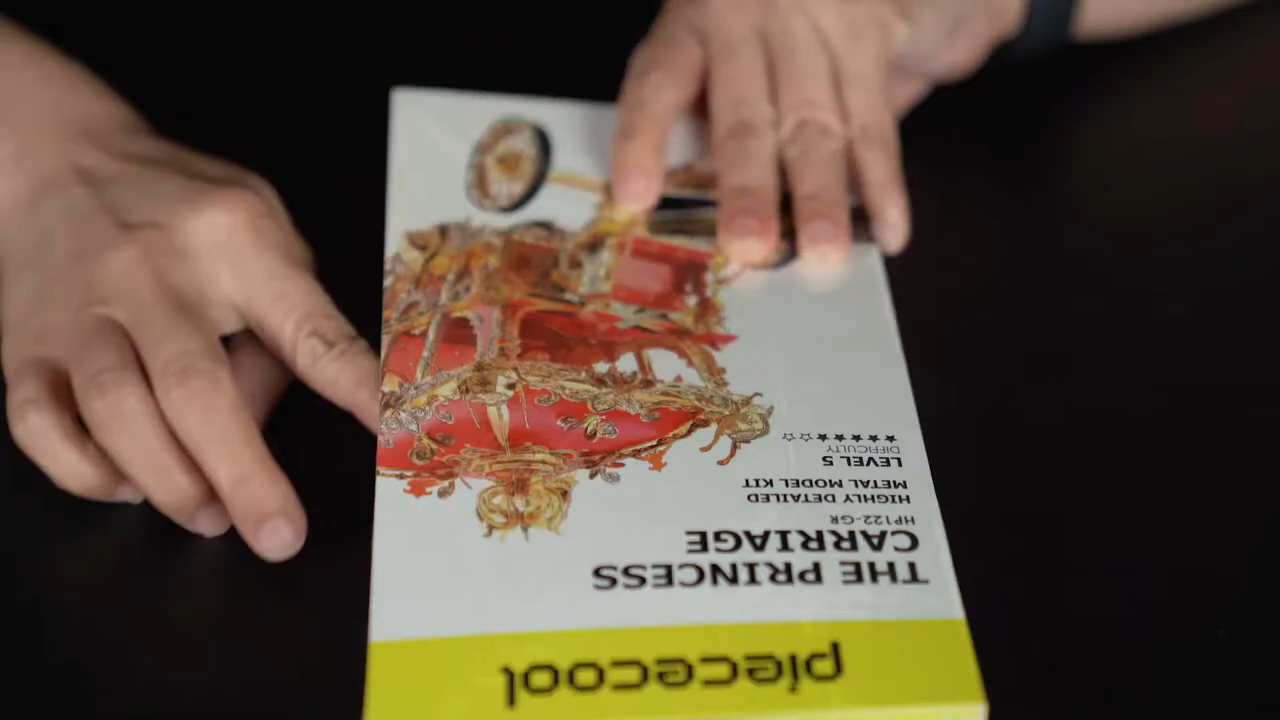 piececool
THE PRINCESS
CARRIAGE
HP122-GR
HIGHLY DETAILED
METAL MODEL KIT
LEVEL 5
DIFFICULTY
★★★★★☆☆